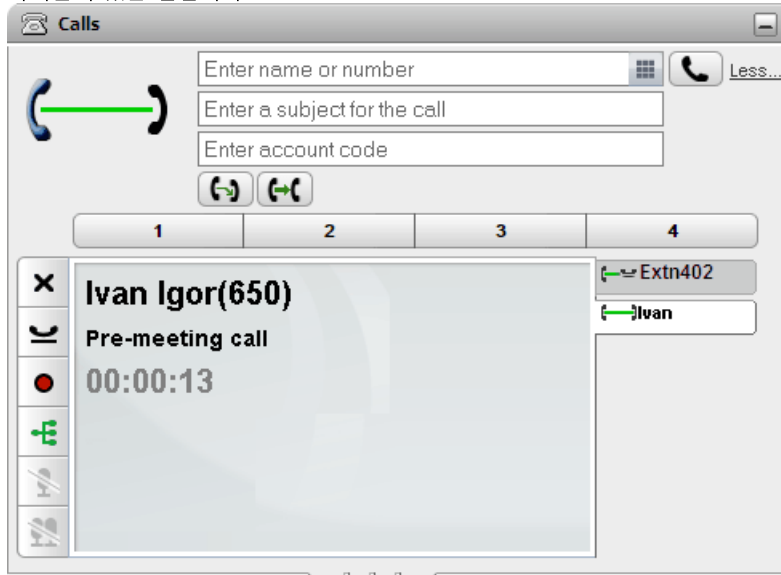 Calls
Enter name or number
Less...
Enter a subject for the call
Enter account code
1 2 3 4
Ivan Igor(650)
Pre-meeting call
00:00:13
Extn402
Ivan